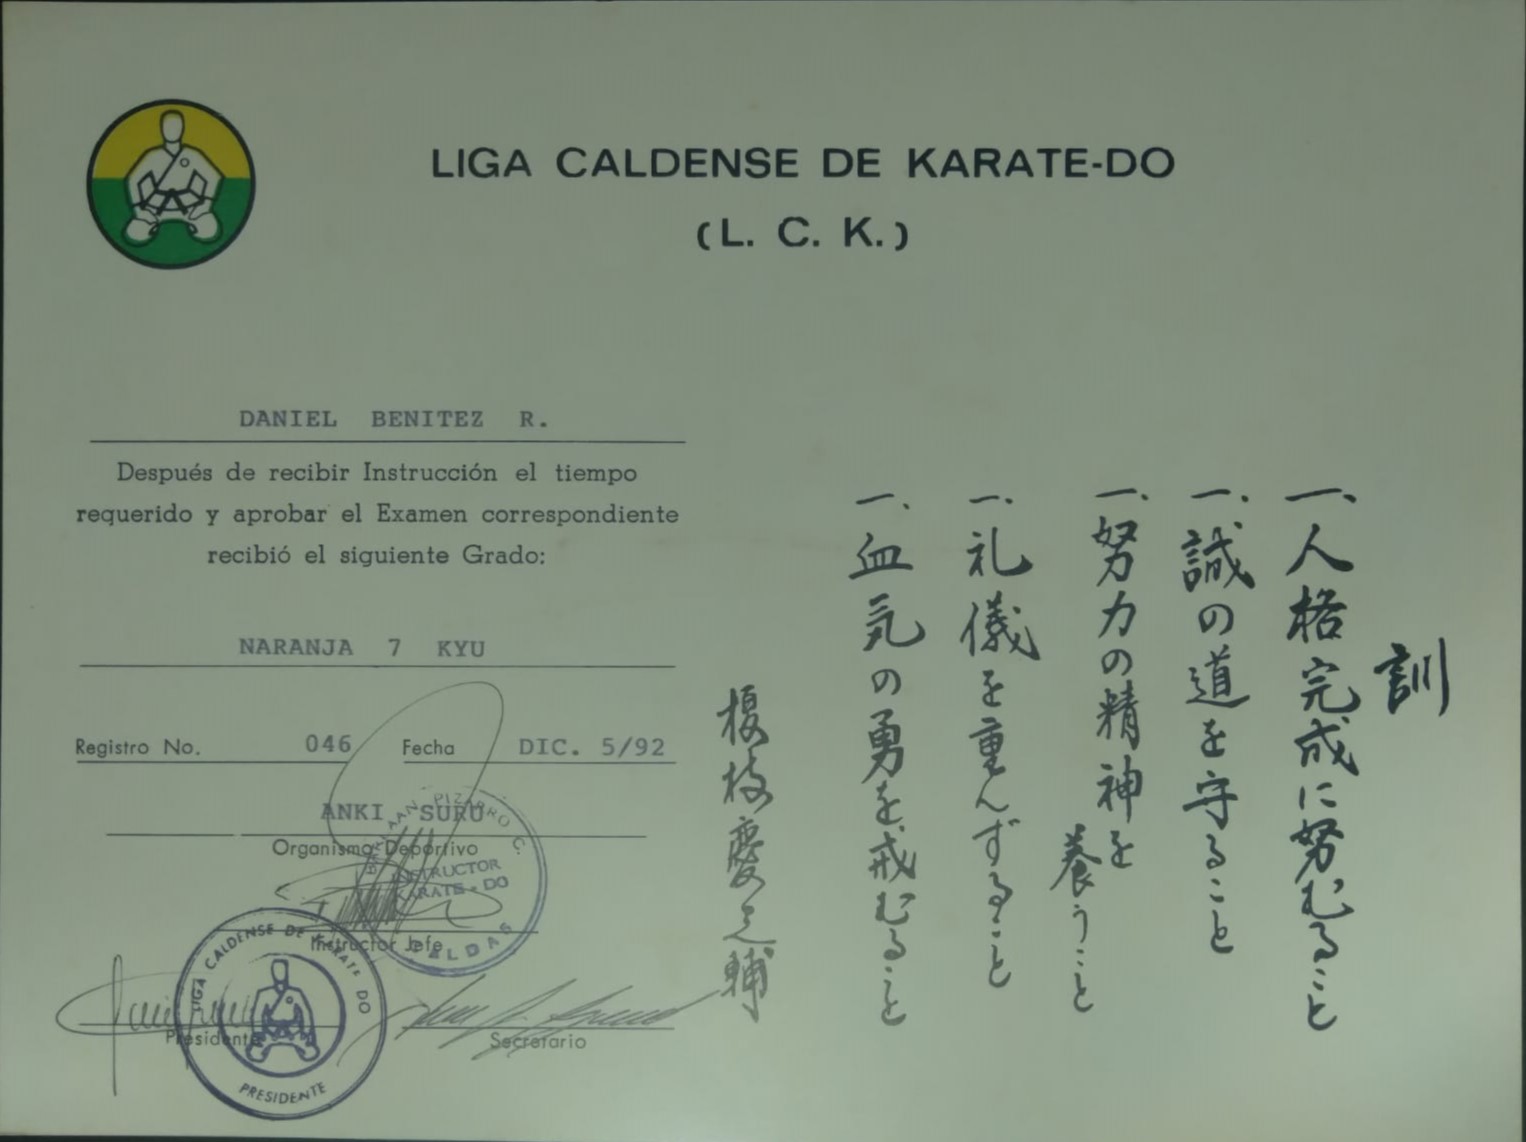 LIGA CALDENSE DE KARATE-DO
(L. C. K.)
DANIEL BENITEZ R.
Después de recibir Instrucción el tiempo
requerido y aprobar el Examen correspondiente
recibió el siguiente Grado:
NARANJA 7 KYU
Registro No. 046 Fecha DIC. 5/92
ANKI SURU
Organismo Deportivo
PIZARRO C.
INSTRUCTOR
KARATE - DO
CALDAS
Instructor Jefe
LIGA CALDENSE DE KARATE DO
PRESIDENTE
Presidente
Secretario
訓
一、人格完成に努むること
一、誠の道を守ること
一、努力の精神を
養うこと
一、礼儀を重んずること
一、血気の勇を戒むること
榎枝慶之輔